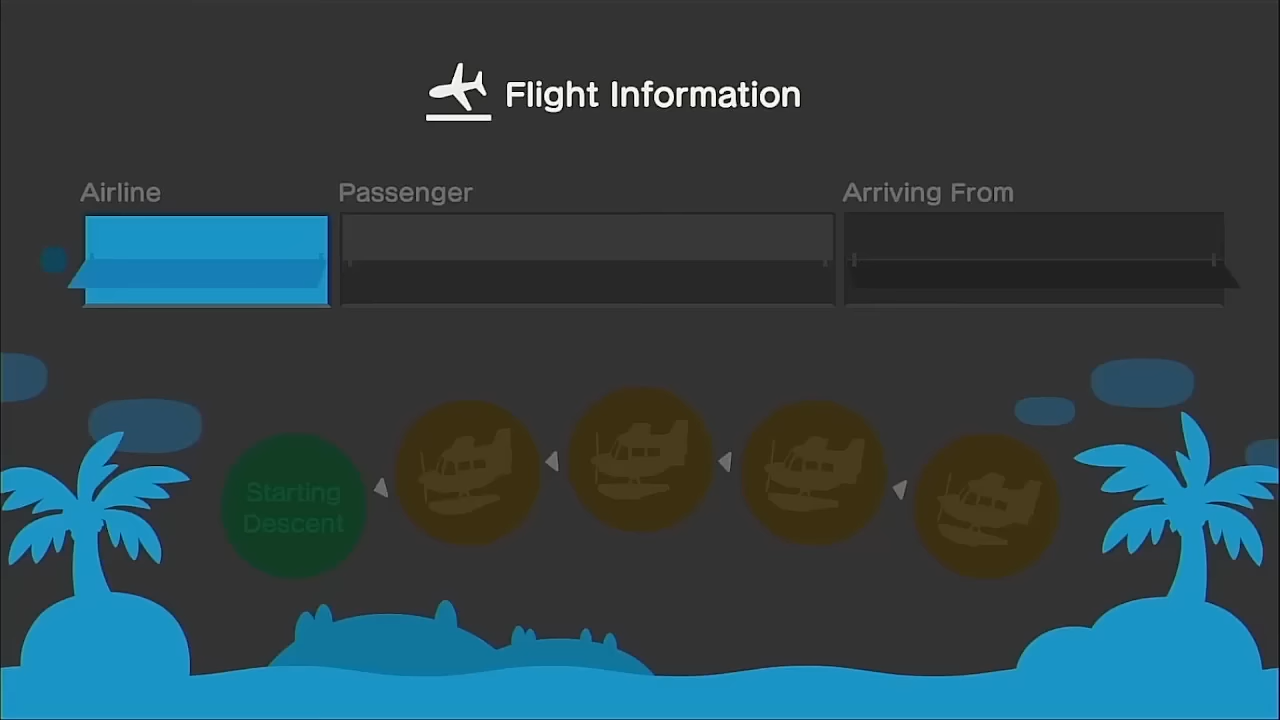 Flight Information
Airline
Passenger
Arriving From
Starting
Descent